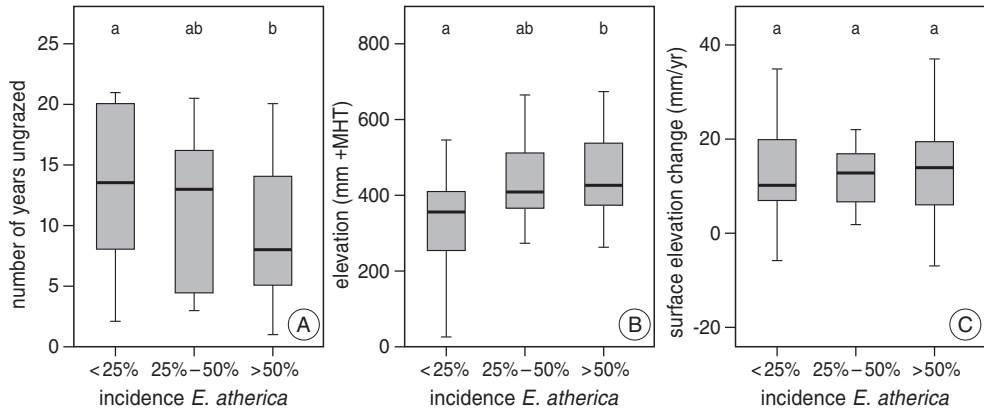 number of years ungrazed
25
20
15
10
5
0
a ab b
A
<25% 25%–50% >50%
incidence E. atherica
elevation (mm +MHT)
800
600
400
200
0
a ab b
B
<25% 25%–50% >50%
incidence E. atherica
surface elevation change (mm/yr)
40
20
0
-20
a a a
C
<25% 25%–50% >50%
incidence E. atherica